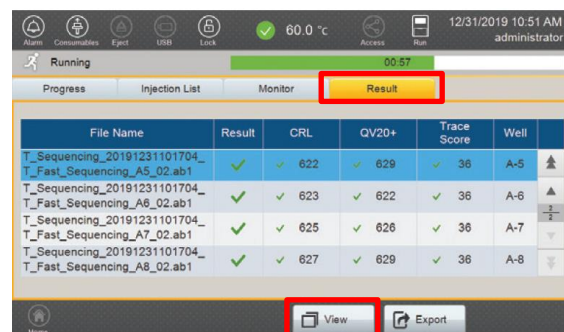 12/31/2019 10:51 AM
60.0 °C
administrator
Alarm Consumables Eject USB Lock Access Run
Running 00:57
Progress Injection List Monitor Result
File Name Result CRL QV20+ Trace Score Well
T_Sequencing_20191231101704_
T_Fast_Sequencing_A5_02.ab1 622 629 36 A-5
T_Sequencing_20191231101704_
T_Fast_Sequencing_A6_02.ab1 623 622 36 A-6
2
2
T_Sequencing_20191231101704_
T_Fast_Sequencing_A7_02.ab1 625 626 36 A-7
T_Sequencing_20191231101704_
T_Fast_Sequencing_A8_02.ab1 627 629 36 A-8
View Export
Home